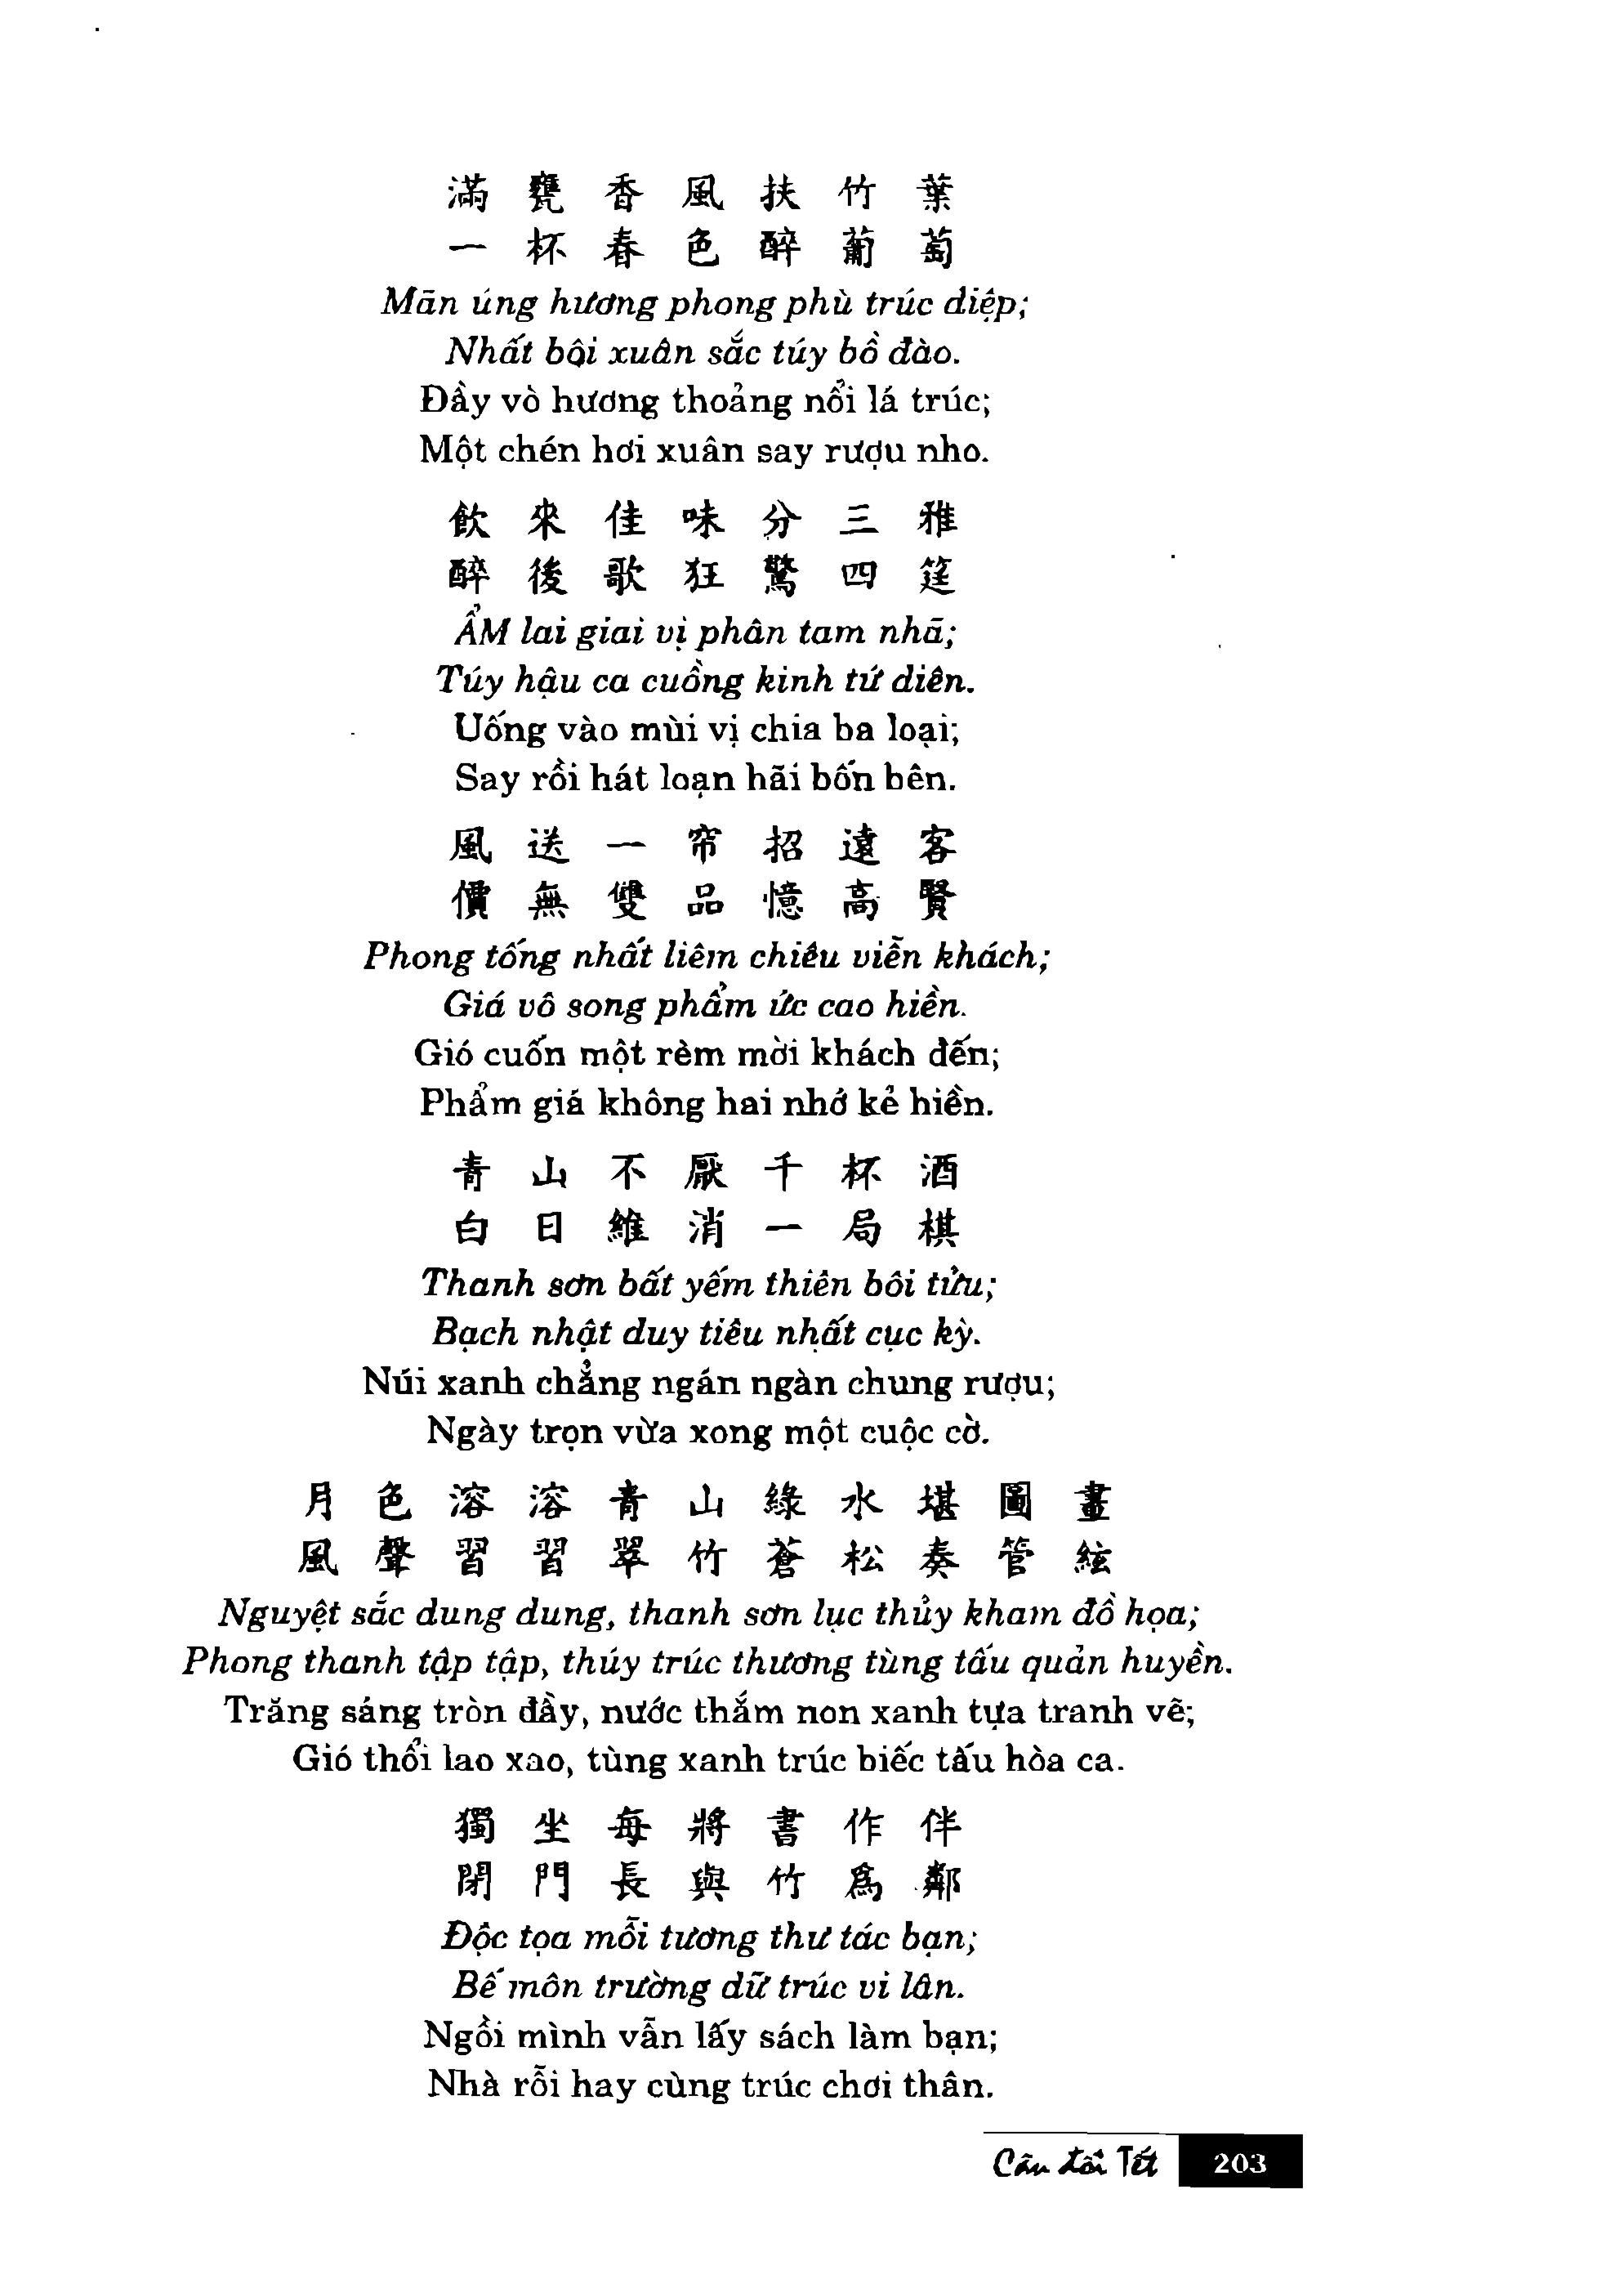 滿甕香風扶竹葉
一杯春色醉葡萄
Mãn úng hương phong phù trúc diệp;
Nhất bội xuân sắc túy bồ đào.
Đầy vò hương thoảng nổi lá trúc;
Một chén hơi xuân say rượu nho.
飲來佳味分三雅
醉後歌狂驚四筵
ẨM lai giai vị phân tam nhã;
Túy hậu ca cuồng kinh tứ diên.
Uống vào mùi vị chia ba loại;
Say rồi hát loạn hãi bốn bên.
風送一帘招遠客
價無雙品憶高賢
Phong tống nhất liêm chiêu viễn khách;
Giá vô song phẩm ức cao hiền.
Gió cuốn một rèm mời khách đến;
Phẩm giá không hai nhớ kẻ hiền.
青山不厭千杯酒
白日維消一局棋
Thanh sơn bất yếm thiên bôi tửu;
Bạch nhật duy tiêu nhất cục kỳ.
Núi xanh chẳng ngán ngàn chung rượu;
Ngày trọn vừa xong một cuộc cờ.
月色溶溶青山綠水堪圖畫
風聲習習翠竹蒼松奏管絃
Nguyệt sắc dung dung, thanh sơn lục thủy kham đồ họa;
Phong thanh tập tập, thúy trúc thương tùng tấu quản huyền.
Trăng sáng tròn đầy, nước thắm non xanh tựa tranh vẽ;
Gió thổi lao xao, tùng xanh trúc biếc tấu hòa ca.
獨坐每將書作伴
閉門長與竹為鄰
Độc tọa mỗi tương thư tác bạn;
Bế môn trường dữ trúc vi lân.
Ngồi mình vẫn lấy sách làm bạn;
Nhà rỗi hay cùng trúc chơi thân.
Câu đối Tết 203